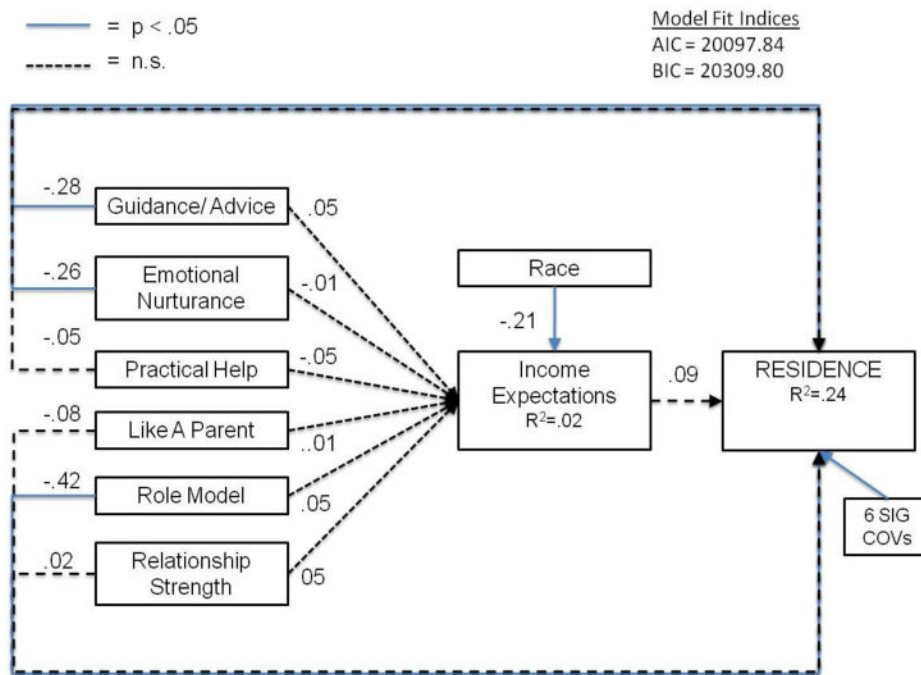 = p < .05
= n.s.
Model Fit Indices
AIC = 20097.84
BIC = 20309.80
-.28
Guidance/ Advice
.05
-.26
Emotional
Nurturance
-.01
Race
-.21
-.05
Practical Help
-.05
Income
Expectations
R²=.02
.09
RESIDENCE
R²=.24
-.08
Like A Parent
..01
-.42
Role Model
.05
6 SIG
COVs
.02
Relationship
Strength
05